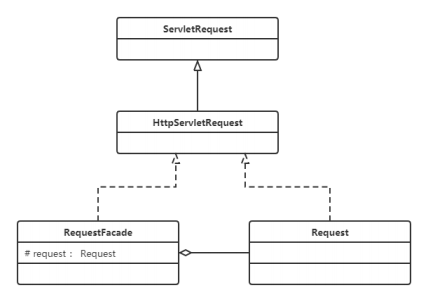 ServletRequest
HttpServletRequest
RequestFacade
# request : Request
Request